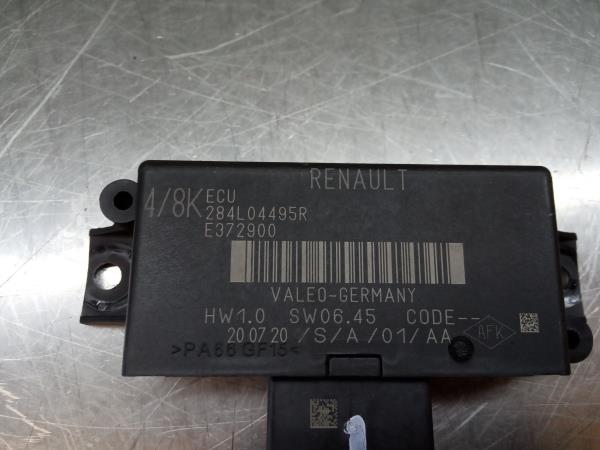 RENAULT
4/8K ECU
284L04495R
E372900
VALEO-GERMANY
HW1.0 SW06.45 CODE--
20.07.20 /S/A/01/AA AFK
>PA66 GF15<